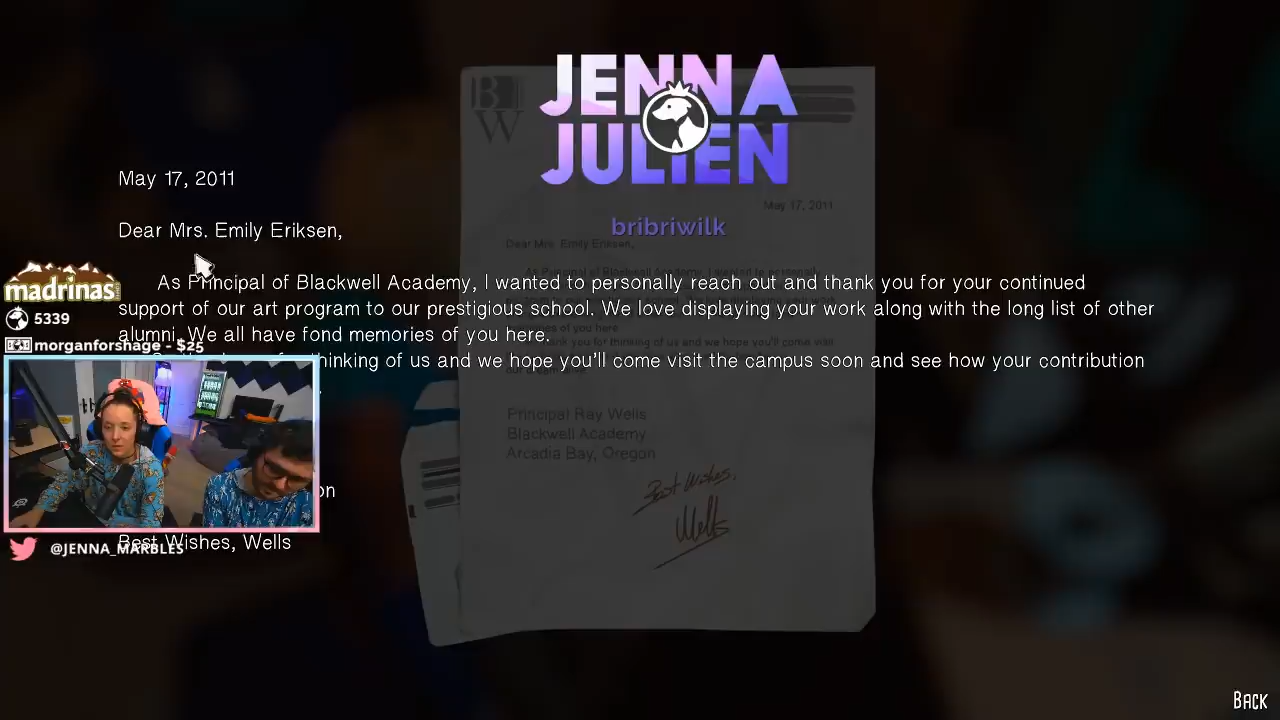 JENNA
JULIEN
BW
May 17, 2011
bribriwilk
May 17, 2011
Dear Mrs. Emily Eriksen,
Dear Mrs. Emily Eriksen,
madrinas
5339
As Principal of Blackwell Academy, I wanted to personally reach out and thank you for your continued
support of our art program to our prestigious school. We love displaying your work along with the long list of other
alumni. We all have fond memories of you here.
morganforshage - $25
thinking of us and we hope you'll come visit the campus soon and see how your contribution
Principal Ray Wells
Blackwell Academy
Arcadia Bay, Oregon
Best Wishes,
Wells
on
Best Wishes, Wells
@JENNA_MARBLES
BACK